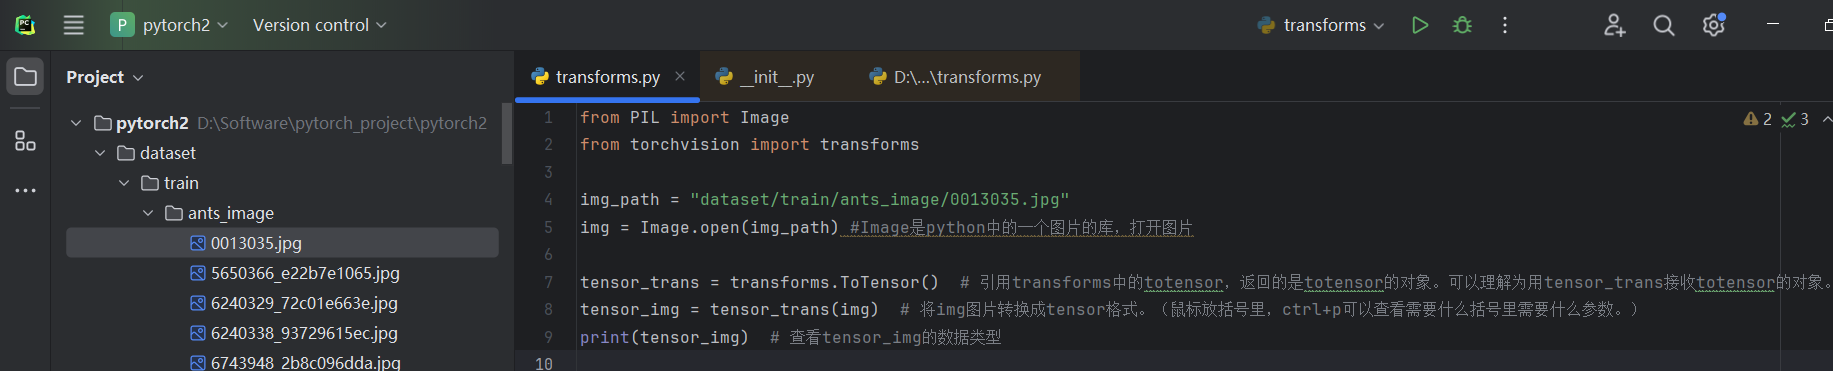 PC P pytorch2 Version control transforms
Project transforms.py __init__.py D:\...\transforms.py
pytorch2 D:\Software\pytorch_project\pytorch2
dataset
train
ants_image
0013035.jpg
5650366_e22b7e1065.jpg
6240329_72c01e663e.jpg
6240338_93729615ec.jpg
6743948_2b8c096dda.jpg
2 3
1 from PIL import Image
2 from torchvision import transforms
3
4 img_path = "dataset/train/ants_image/0013035.jpg"
5 img = Image.open(img_path) #Image是python中的一个图片的库，打开图片
6
7 tensor_trans = transforms.ToTensor()  # 引用transforms中的totensor，返回的是totensor的对象。可以理解为用tensor_trans接收totensor的对象。
8 tensor_img = tensor_trans(img)  # 将img图片转换成tensor格式。（鼠标放括号里，ctrl+p可以查看需要什么括号里需要什么参数。）
9 print(tensor_img)  # 查看tensor_img的数据类型
10